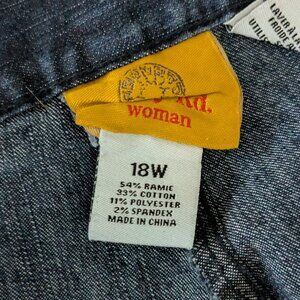 Rd.
woman
18W
54% RAMIE
33% COTTON
11% POLYESTER
2% SPANDEX
MADE IN CHINA